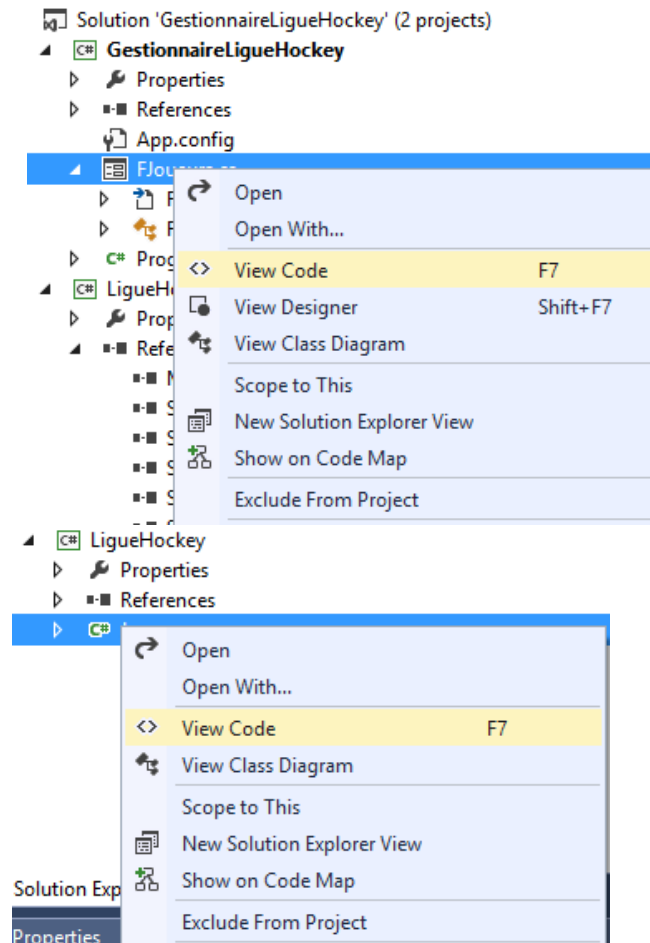 Solution 'GestionnaireLigueHockey' (2 projects)
C# GestionnaireLigueHockey
Properties
References
App.config
Open
Open With...
C#
View Code F7
C#
View Designer Shift+F7
View Class Diagram
Scope to This
New Solution Explorer View
Show on Code Map
Exclude From Project
C# LigueHockey
Properties
References
C#
Open
Open With...
View Code F7
View Class Diagram
Scope to This
New Solution Explorer View
Solution Exp
Show on Code Map
Exclude From Project
Properties